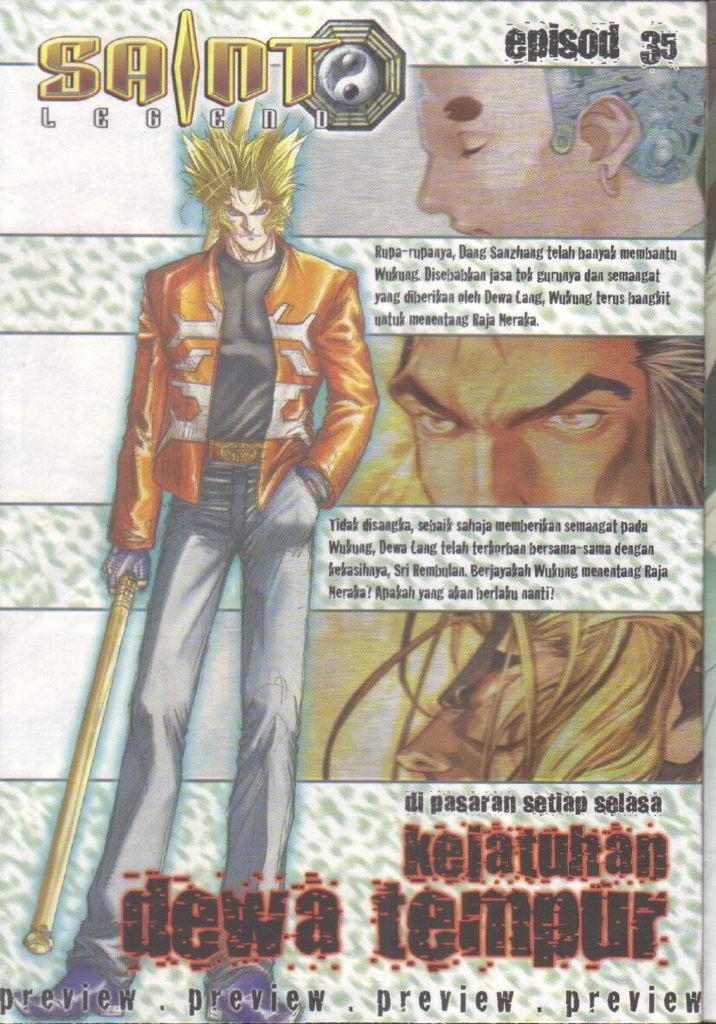 SAINT
LEGEND
episod 35
Rupa-rupanya, Dang Sanzhang telah banyak membantu
Wukung. Disebabkan jasa tok gurunya dan semangat
yang diberikan oleh Dewa Lang, Wukung terus bangkit
untuk menentang Raja Neraka.
Tidak disangka, sebaik sahaja memberikan semangat pada
Wukung, Dewa Lang telah terkorban bersama-sama dengan
kekasihnya, Sri Rembulan. Berjayakah Wukung menentang Raja
Neraka? Apakah yang akan berlaku nanti?
di pasaran setiap selasa
kejatuhan
dewa tempur
preview . preview . preview . preview